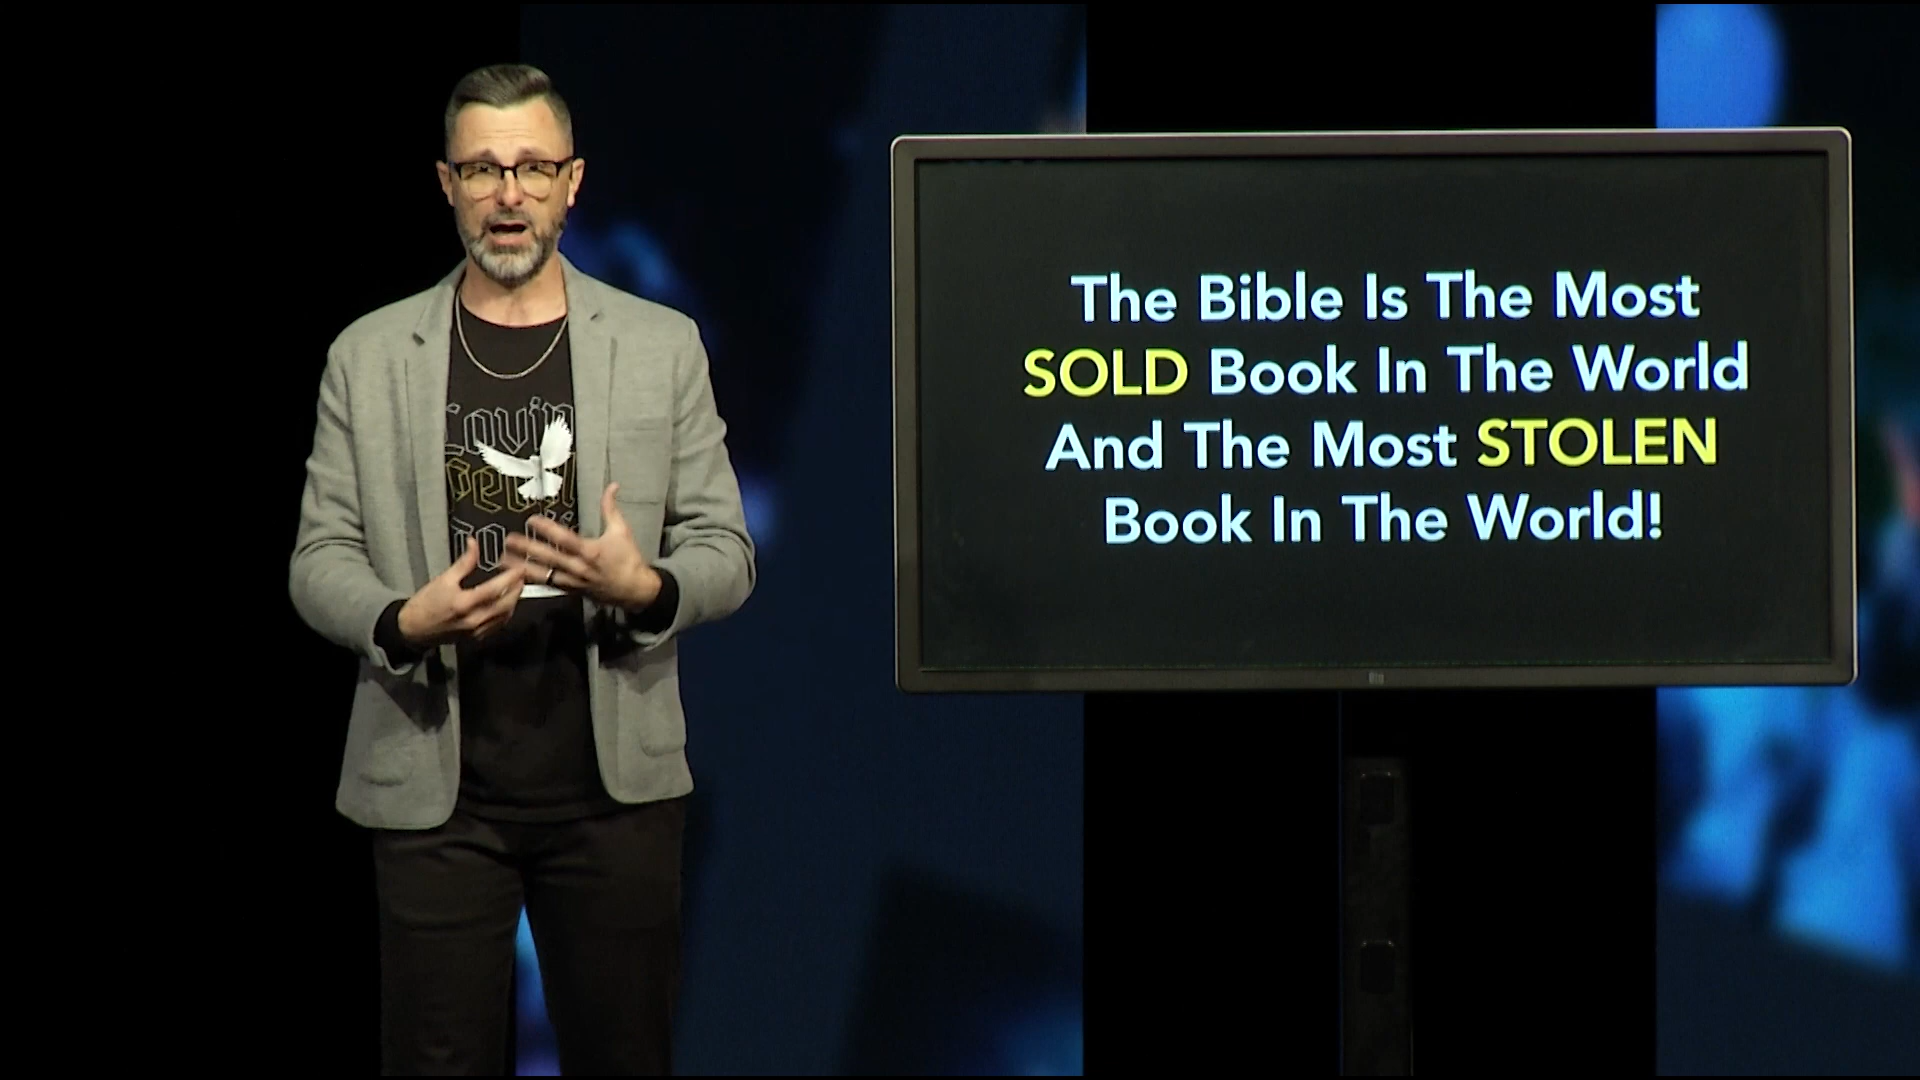 The Bible Is The Most
SOLD Book In The World
And The Most STOLEN
Book In The World!